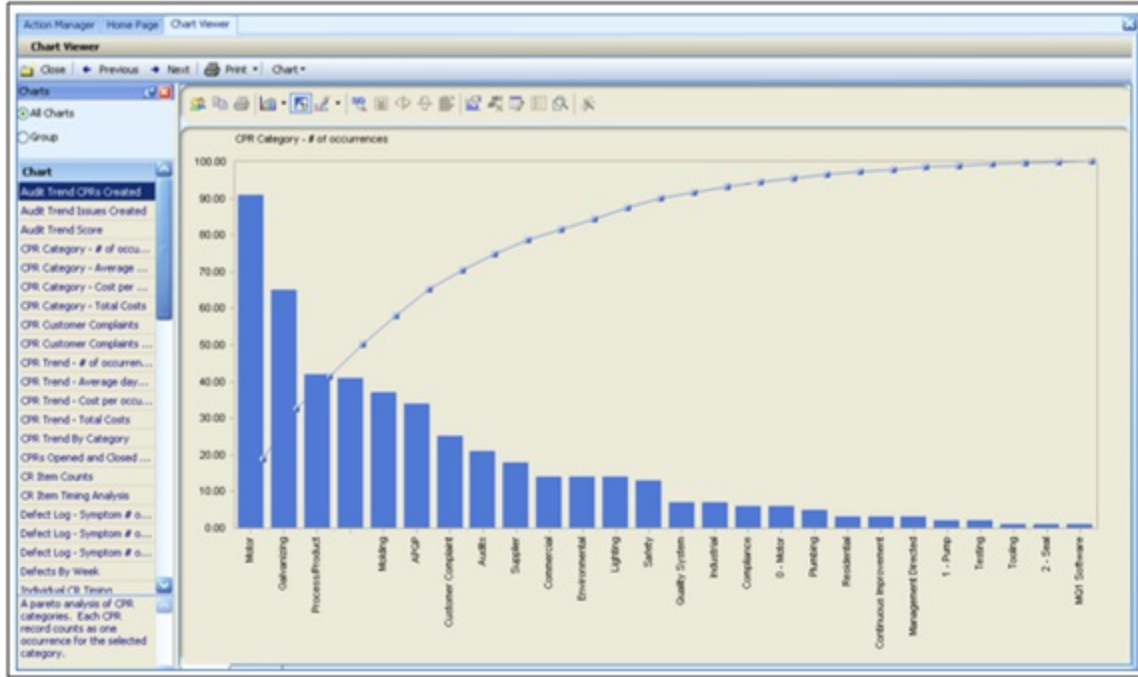 Action Manager Home Page Chart Viewer
Chart Viewer
Close Previous Next Print Chart
Charts
All Charts
Group
Chart
Audit Trend CPRs Created
Audit Trend Issues Created
Audit Trend Score
CPR Category - # of occu...
CPR Category - Average ...
CPR Category - Cost per ...
CPR Category - Total Costs
CPR Customer Complaints
CPR Customer Complaints ...
CPR Trend - # of occurren...
CPR Trend - Average day...
CPR Trend - Cost per occu...
CPR Trend - Total Costs
CPR Trend By Category
CPRs Opened and Closed ...
CR Item Counts
CR Item Timing Analysis
Defect Log - Symptom # o...
Defect Log - Symptom # o...
Defect Log - Symptom # o...
Defects By Week
Individual CR Timing
A pareto analysis of CPR
categories. Each CPR
record counts as one
occurrence for the selected
category.
CPR Category - # of occurrences
100.00
90.00
80.00
70.00
60.00
50.00
40.00
30.00
20.00
10.00
0.00
Motor
Galvanizing
Process/Product
Molding
APQP
Customer Complaint
Audits
Supplier
Commercial
Environmental
Lighting
Safety
Quality System
Industrial
Compliance
0 - Motor
Plumbing
Residential
Continuous Improvement
Management Directed
1 - Pump
Testing
Tooling
2 - Seal
MQ1 Software